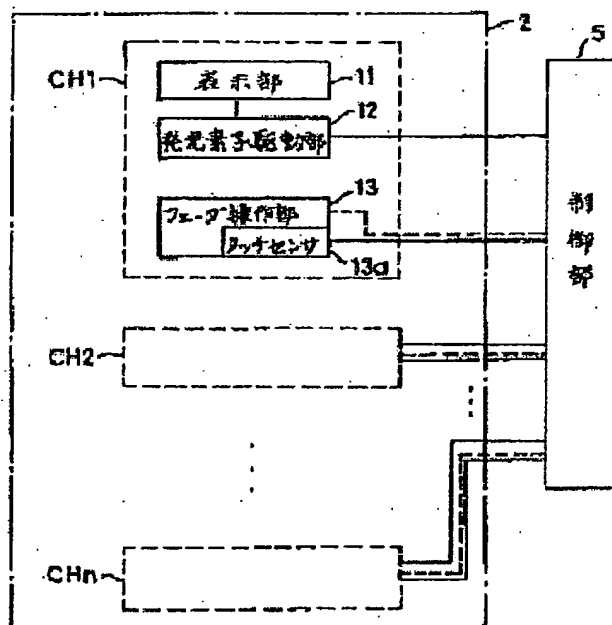 2
5
CH1
表示部
11
12
発光素子駆動部
13
フェーダ操作部
タッチセンサ
13a
制御部
CH2
CHn